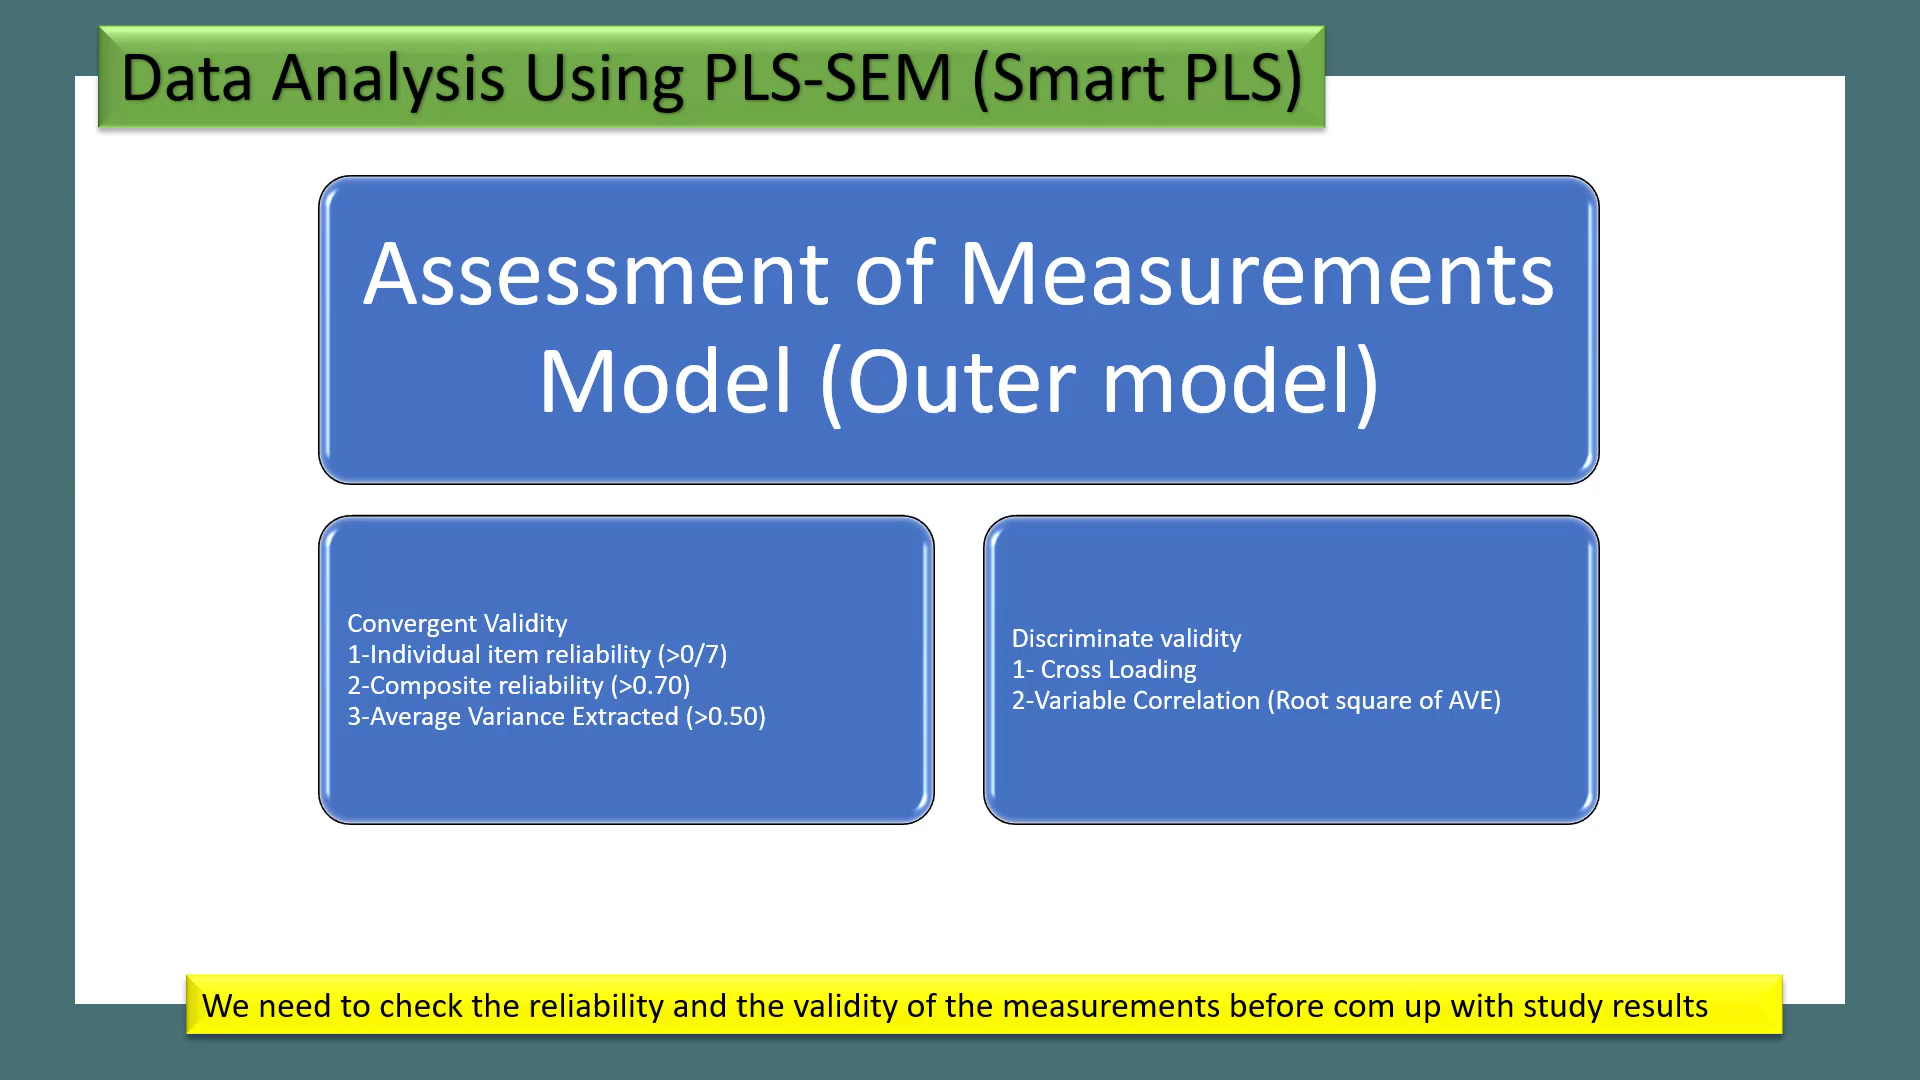 Data Analysis Using PLS-SEM (Smart PLS)
Assessment of Measurements
Model (Outer model)
Convergent Validity
1-Individual item reliability (>0/7)
2-Composite reliability (>0.70)
3-Average Variance Extracted (>0.50)
Discriminate validity
1- Cross Loading
2-Variable Correlation (Root square of AVE)
We need to check the reliability and the validity of the measurements before com up with study results